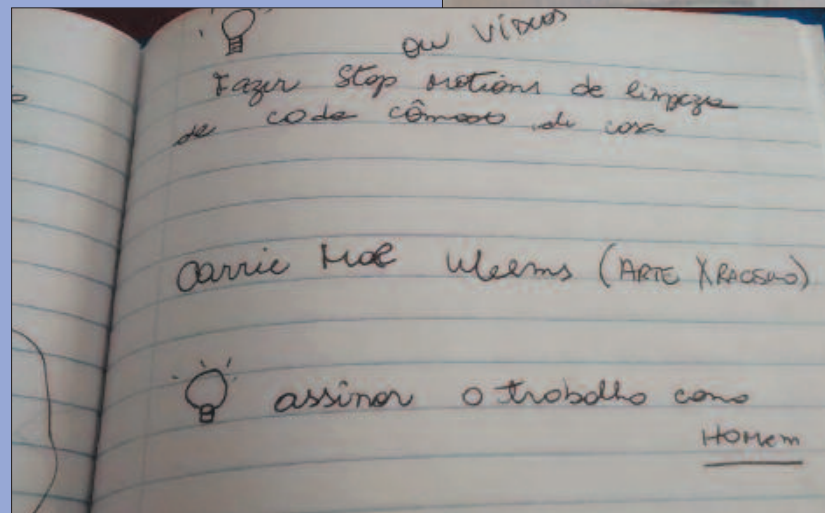 ou vídeos
Fazer Stop motions de limpeza
de cada cômodo de casa
Carrie Mae Weems (ARTE X RACISMO)
assinar o trabalho como
HOMEM